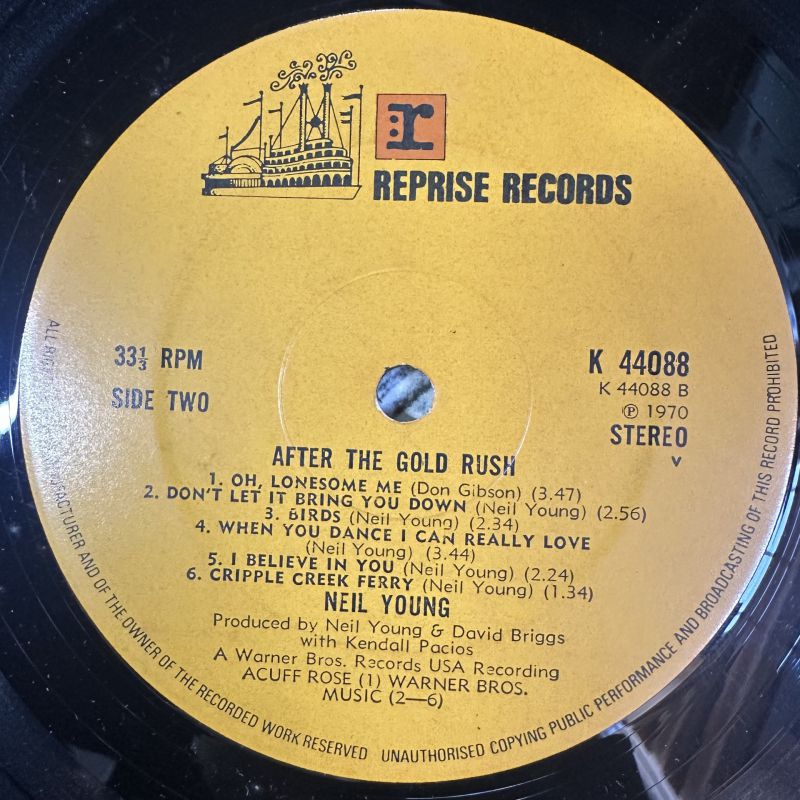 r
REPRISE RECORDS
33⅓ RPM
SIDE TWO
K 44088
K 44088 B
Ⓟ 1970
STEREO
V
AFTER THE GOLD RUSH
1. OH, LONESOME ME (Don Gibson) (3.47)
2. DON'T LET IT BRING YOU DOWN (Neil Young) (2.56)
3. BIRDS (Neil Young) (2.34)
4. WHEN YOU DANCE I CAN REALLY LOVE
(Neil Young) (3.44)
5. I BELIEVE IN YOU (Neil Young) (2.24)
6. CRIPPLE CREEK FERRY (Neil Young) (1.34)
NEIL YOUNG
Produced by Neil Young & David Briggs
with Kendall Pacios
A Warner Bros. Records USA Recording
ACUFF ROSE (1) WARNER BROS.
MUSIC (2—6)
ALL MANUFACTURER AND OF THE OWNER OF THE RECORDED WORK RESERVED UNAUTHORISED COPYING PUBLIC PERFORMANCE AND BROADCASTING OF THIS RECORD PROHIBITED